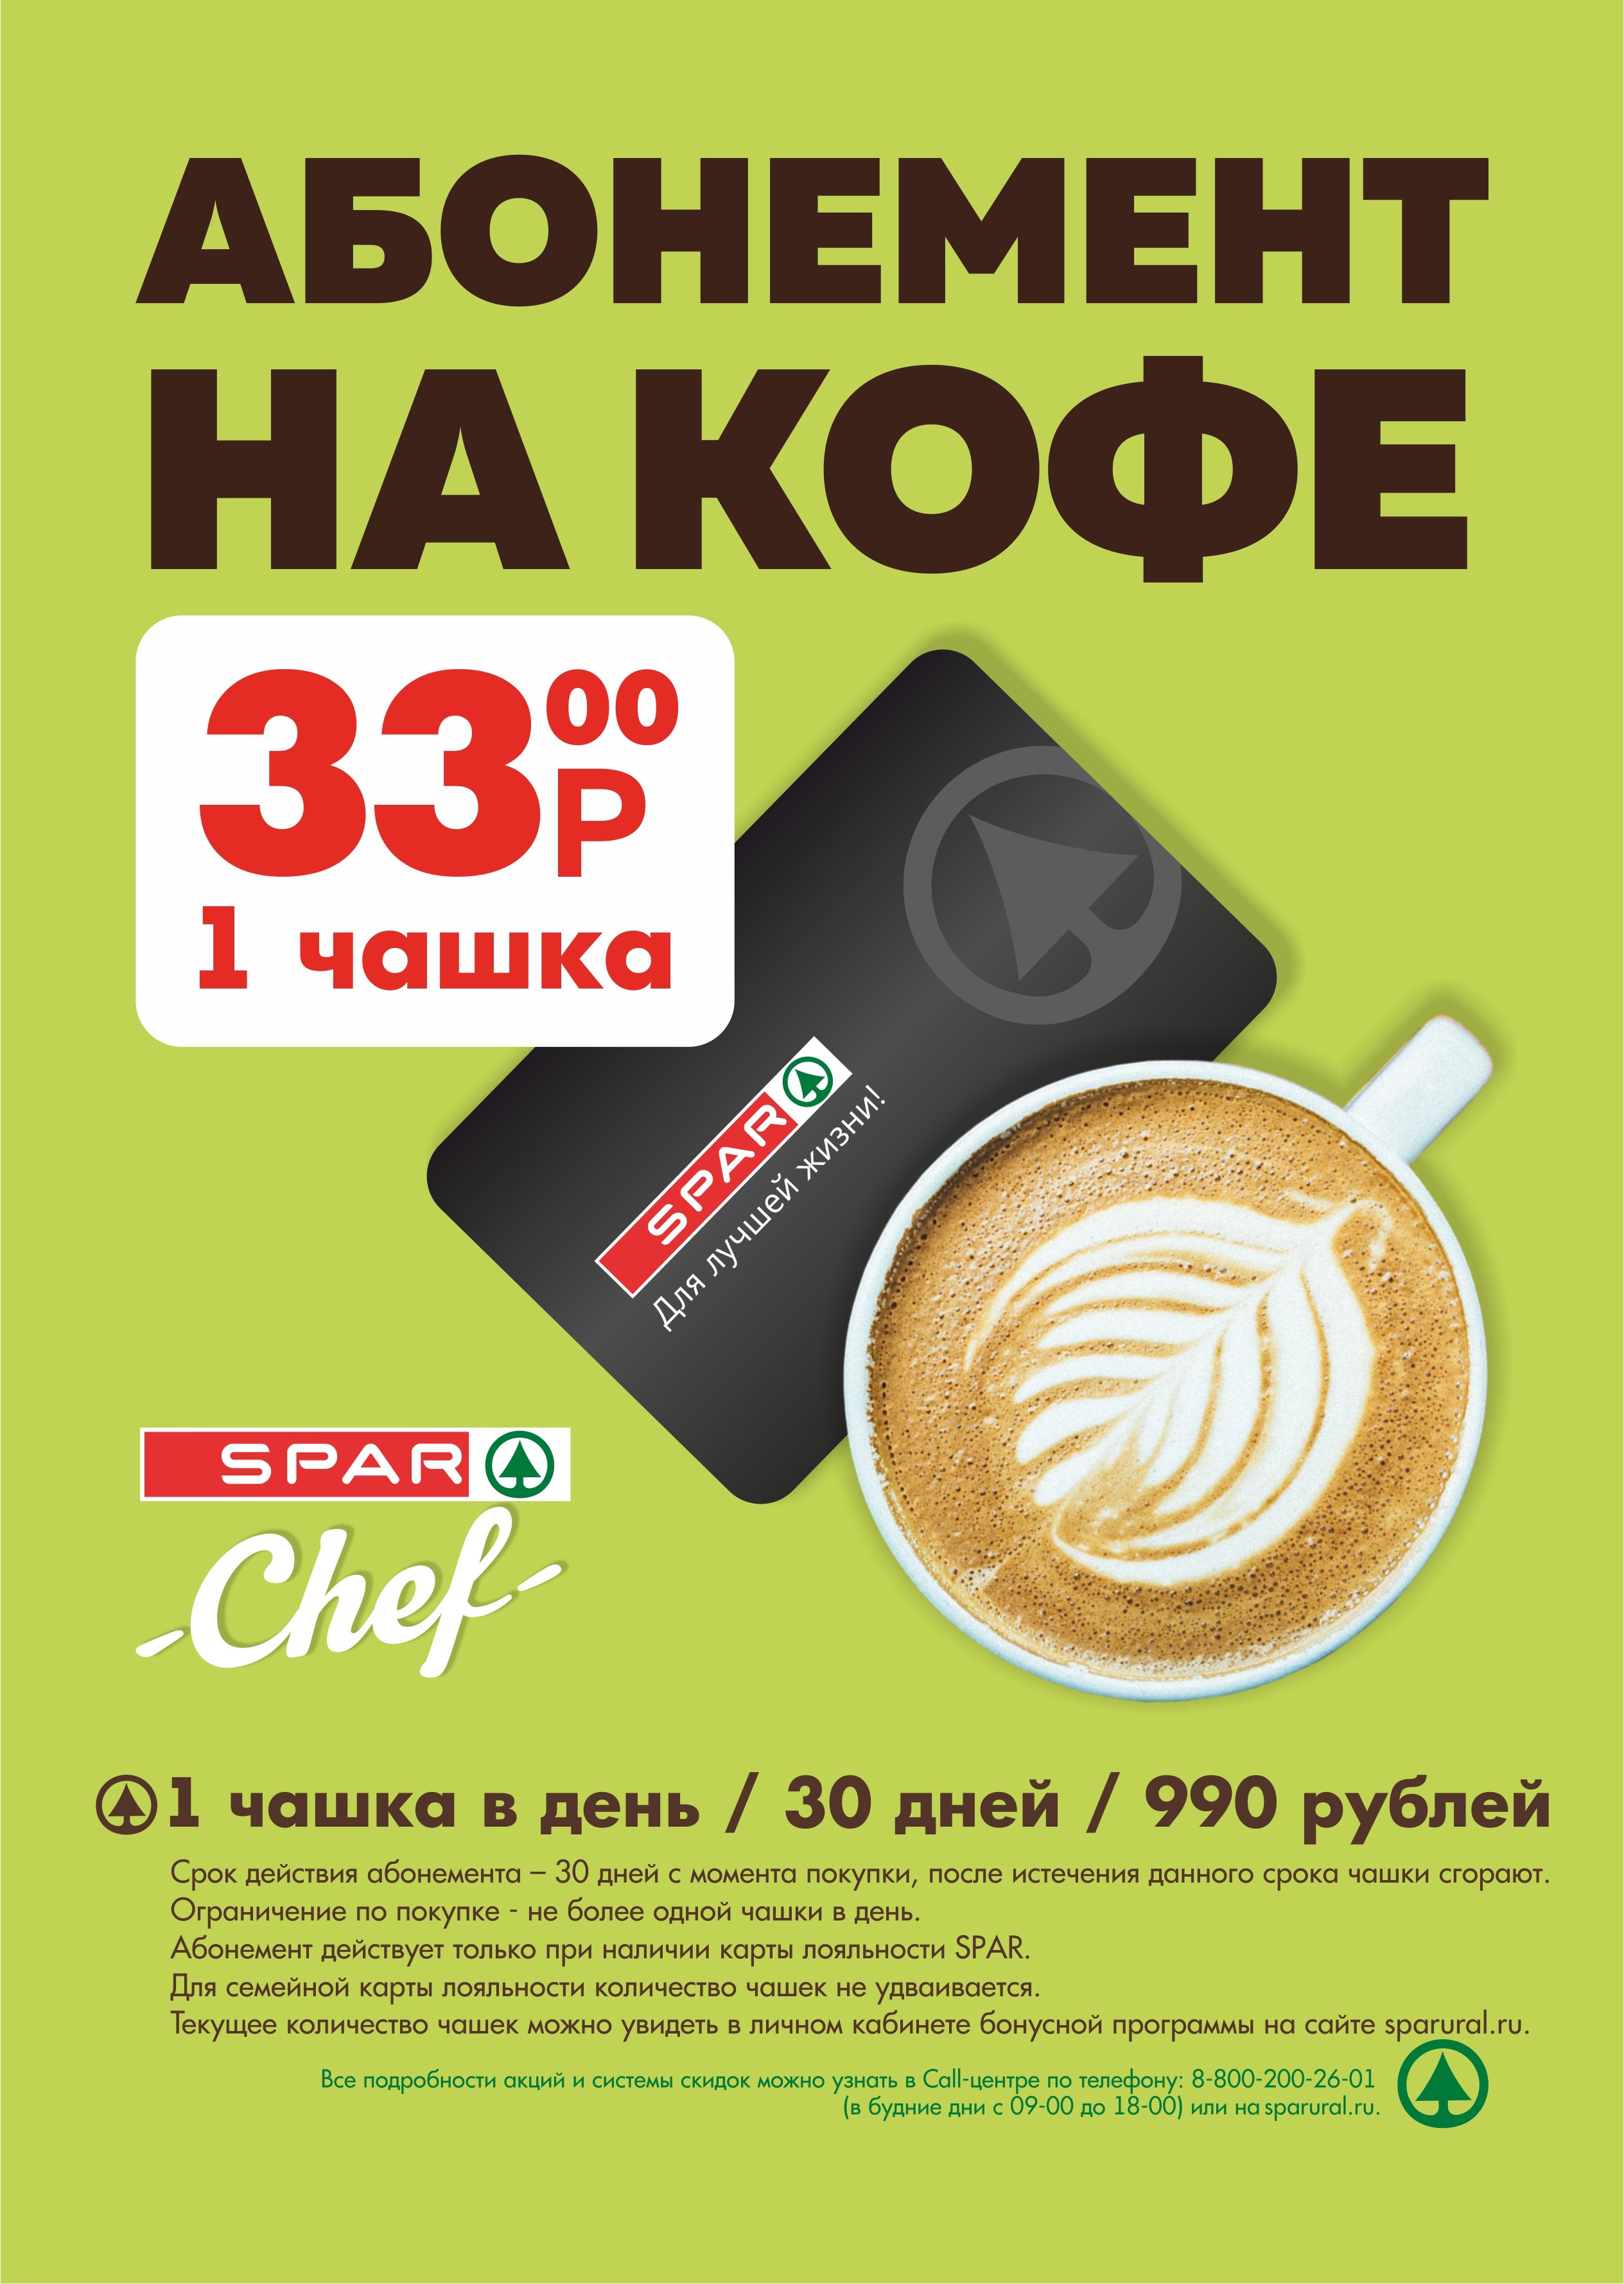 АБОНЕМЕНТ
НА КОФЕ
33 00 Р
1 чашка
SPAR
Для лучшей жизни!
SPAR
Chef
1 чашка в день / 30 дней / 990 рублей
Срок действия абонемента – 30 дней с момента покупки, после истечения данного срока чашки сгорают.
Ограничение по покупке - не более одной чашки в день.
Абонемент действует только при наличии карты лояльности SPAR.
Для семейной карты лояльности количество чашек не удваивается.
Текущее количество чашек можно увидеть в личном кабинете бонусной программы на сайте sparural.ru.
Все подробности акций и системы скидок можно узнать в Call-центре по телефону: 8-800-200-26-01
(в будние дни с 09-00 до 18-00) или на sparural.ru.